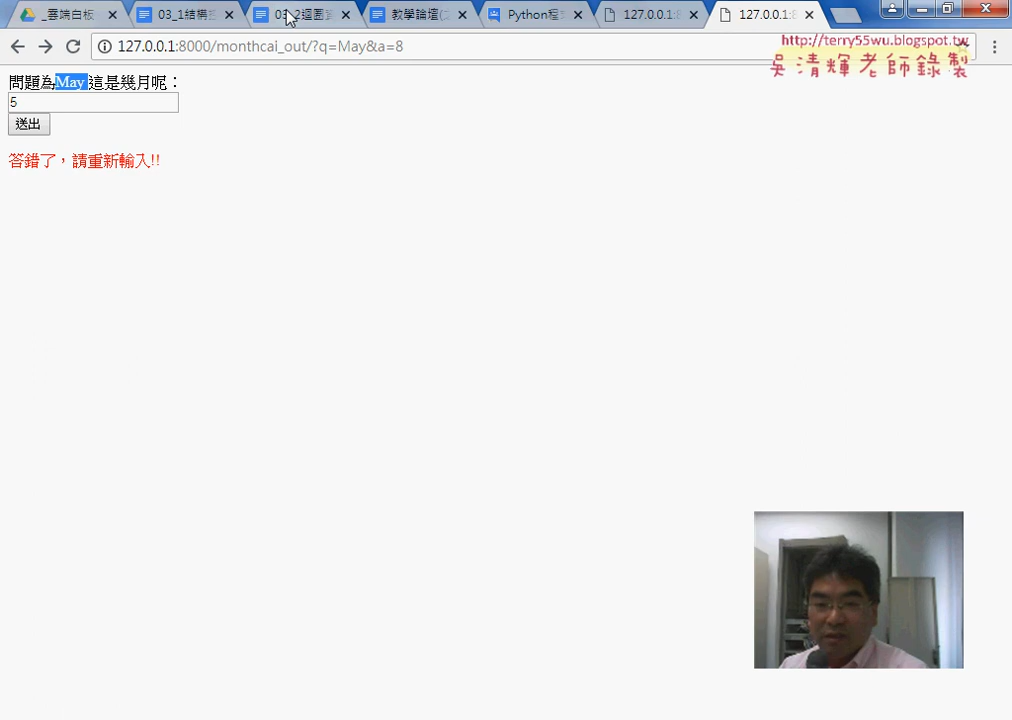 _雲端白板
03_1結構
03_2迴圈
教學論壇(
Python程
127.0.0.1:8
127.0.0.1:8
127.0.0.1:8000/monthcai_out/?q=May&a=8
http://terry55wu.blogspot.tw
吳清輝老師錄製
問題為May 這是幾月呢：
5
送出
答錯了，請重新輸入!!